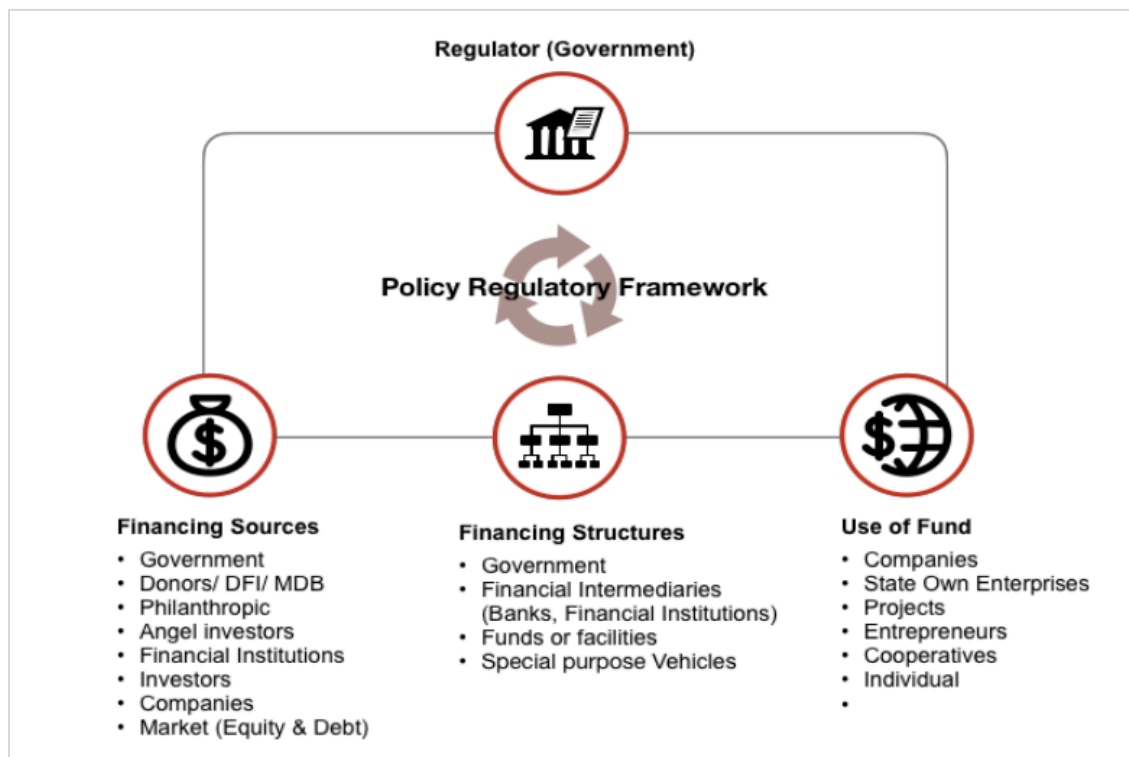 Regulator (Government)
Policy Regulatory Framework
Financing Sources
• Government
• Donors/ DFI/ MDB
• Philanthropic
• Angel investors
• Financial Institutions
• Investors
• Companies
• Market (Equity & Debt)
Financing Structures
• Government
• Financial Intermediaries
(Banks, Financial Institutions)
• Funds or facilities
• Special purpose Vehicles
Use of Fund
• Companies
• State Own Enterprises
• Projects
• Entrepreneurs
• Cooperatives
• Individual
•